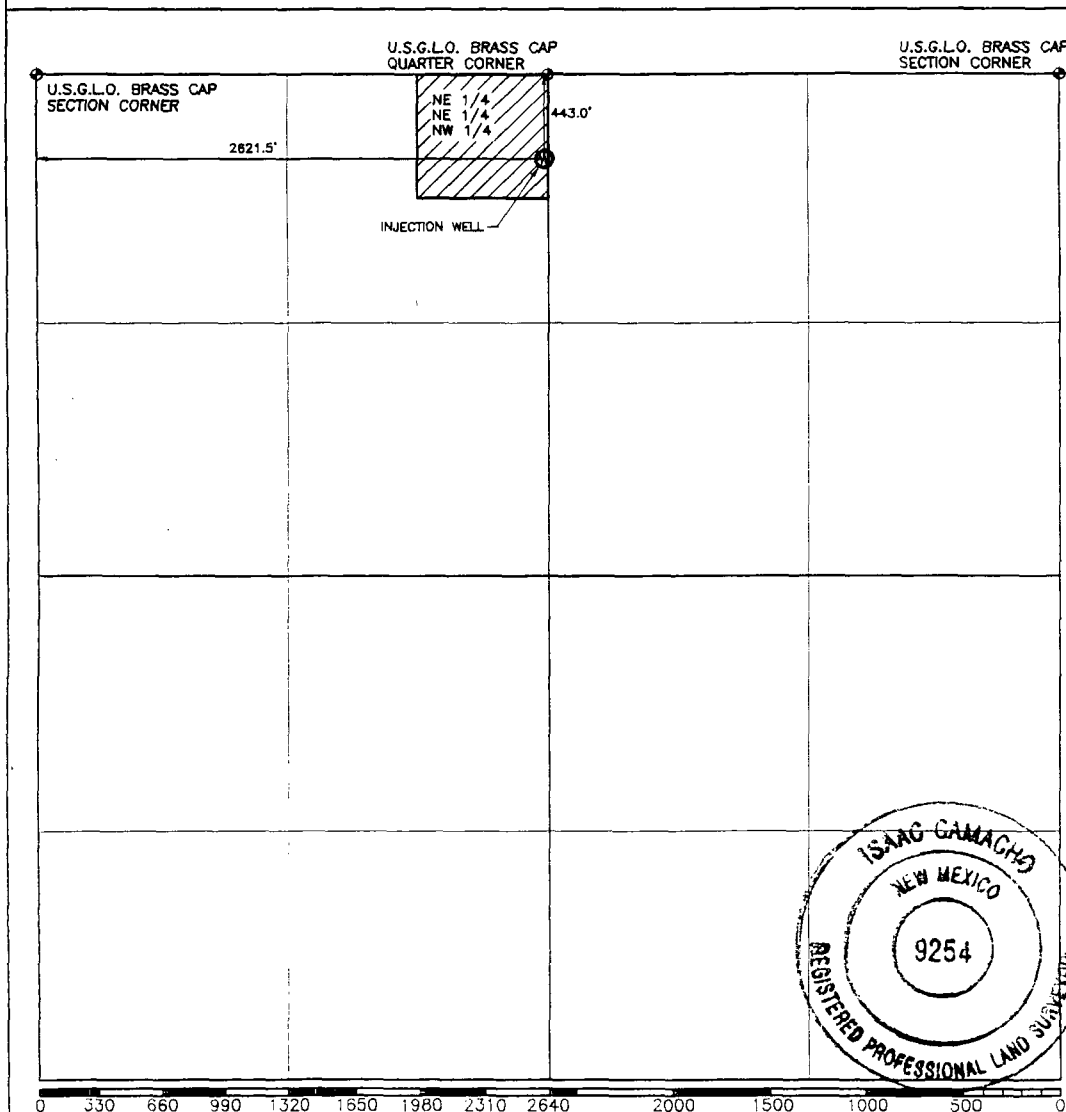 U.S.G.L.O. BRASS CAP
QUARTER CORNER
U.S.G.L.O. BRASS CAP
SECTION CORNER
U.S.G.L.O. BRASS CAP
SECTION CORNER
NE 1/4
NE 1/4
NW 1/4
443.0'
2621.5'
INJECTION WELL
ISAAC CAMACHO
NEW MEXICO
9254
REGISTERED PROFESSIONAL LAND SURVEYOR
0 330 660 990 1320 1650 1980 2310 2640 2000 1500 1000 500 0